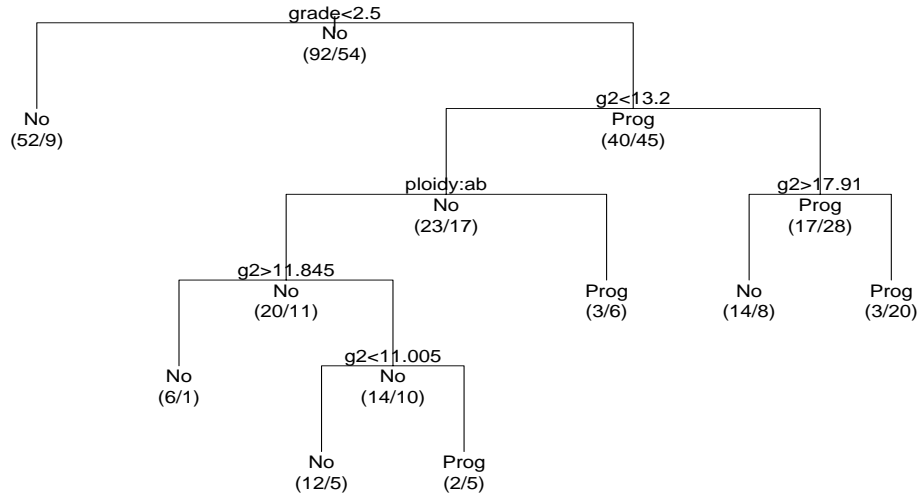 grade<2.5
No
(92/54)
No
(52/9)
g2<13.2
Prog
(40/45)
ploidy:ab
No
(23/17)
g2>17.91
Prog
(17/28)
g2>11.845
No
(20/11)
Prog
(3/6)
No
(14/8)
Prog
(3/20)
No
(6/1)
g2<11.005
No
(14/10)
No
(12/5)
Prog
(2/5)